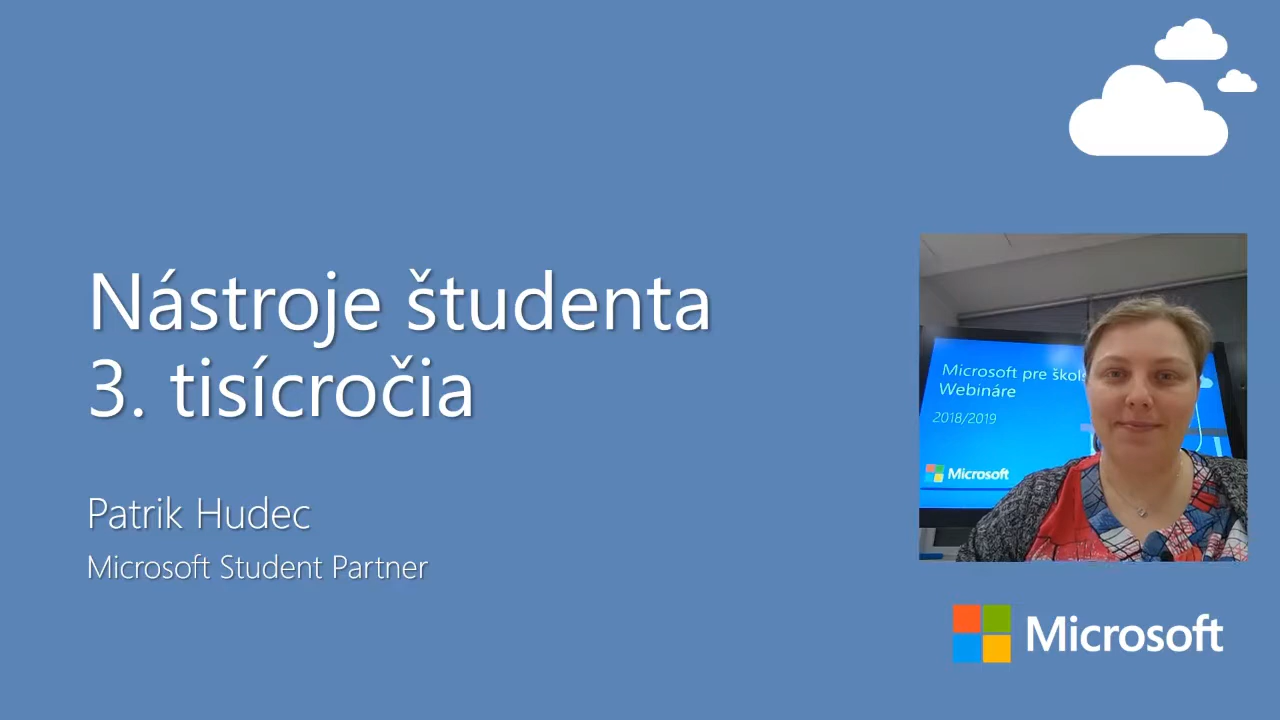 Nástroje študenta
3. tisícročia
Patrik Hudec
Microsoft Student Partner
Microsoft pre škol
Webináre
2018/2019
Microsoft
Microsoft